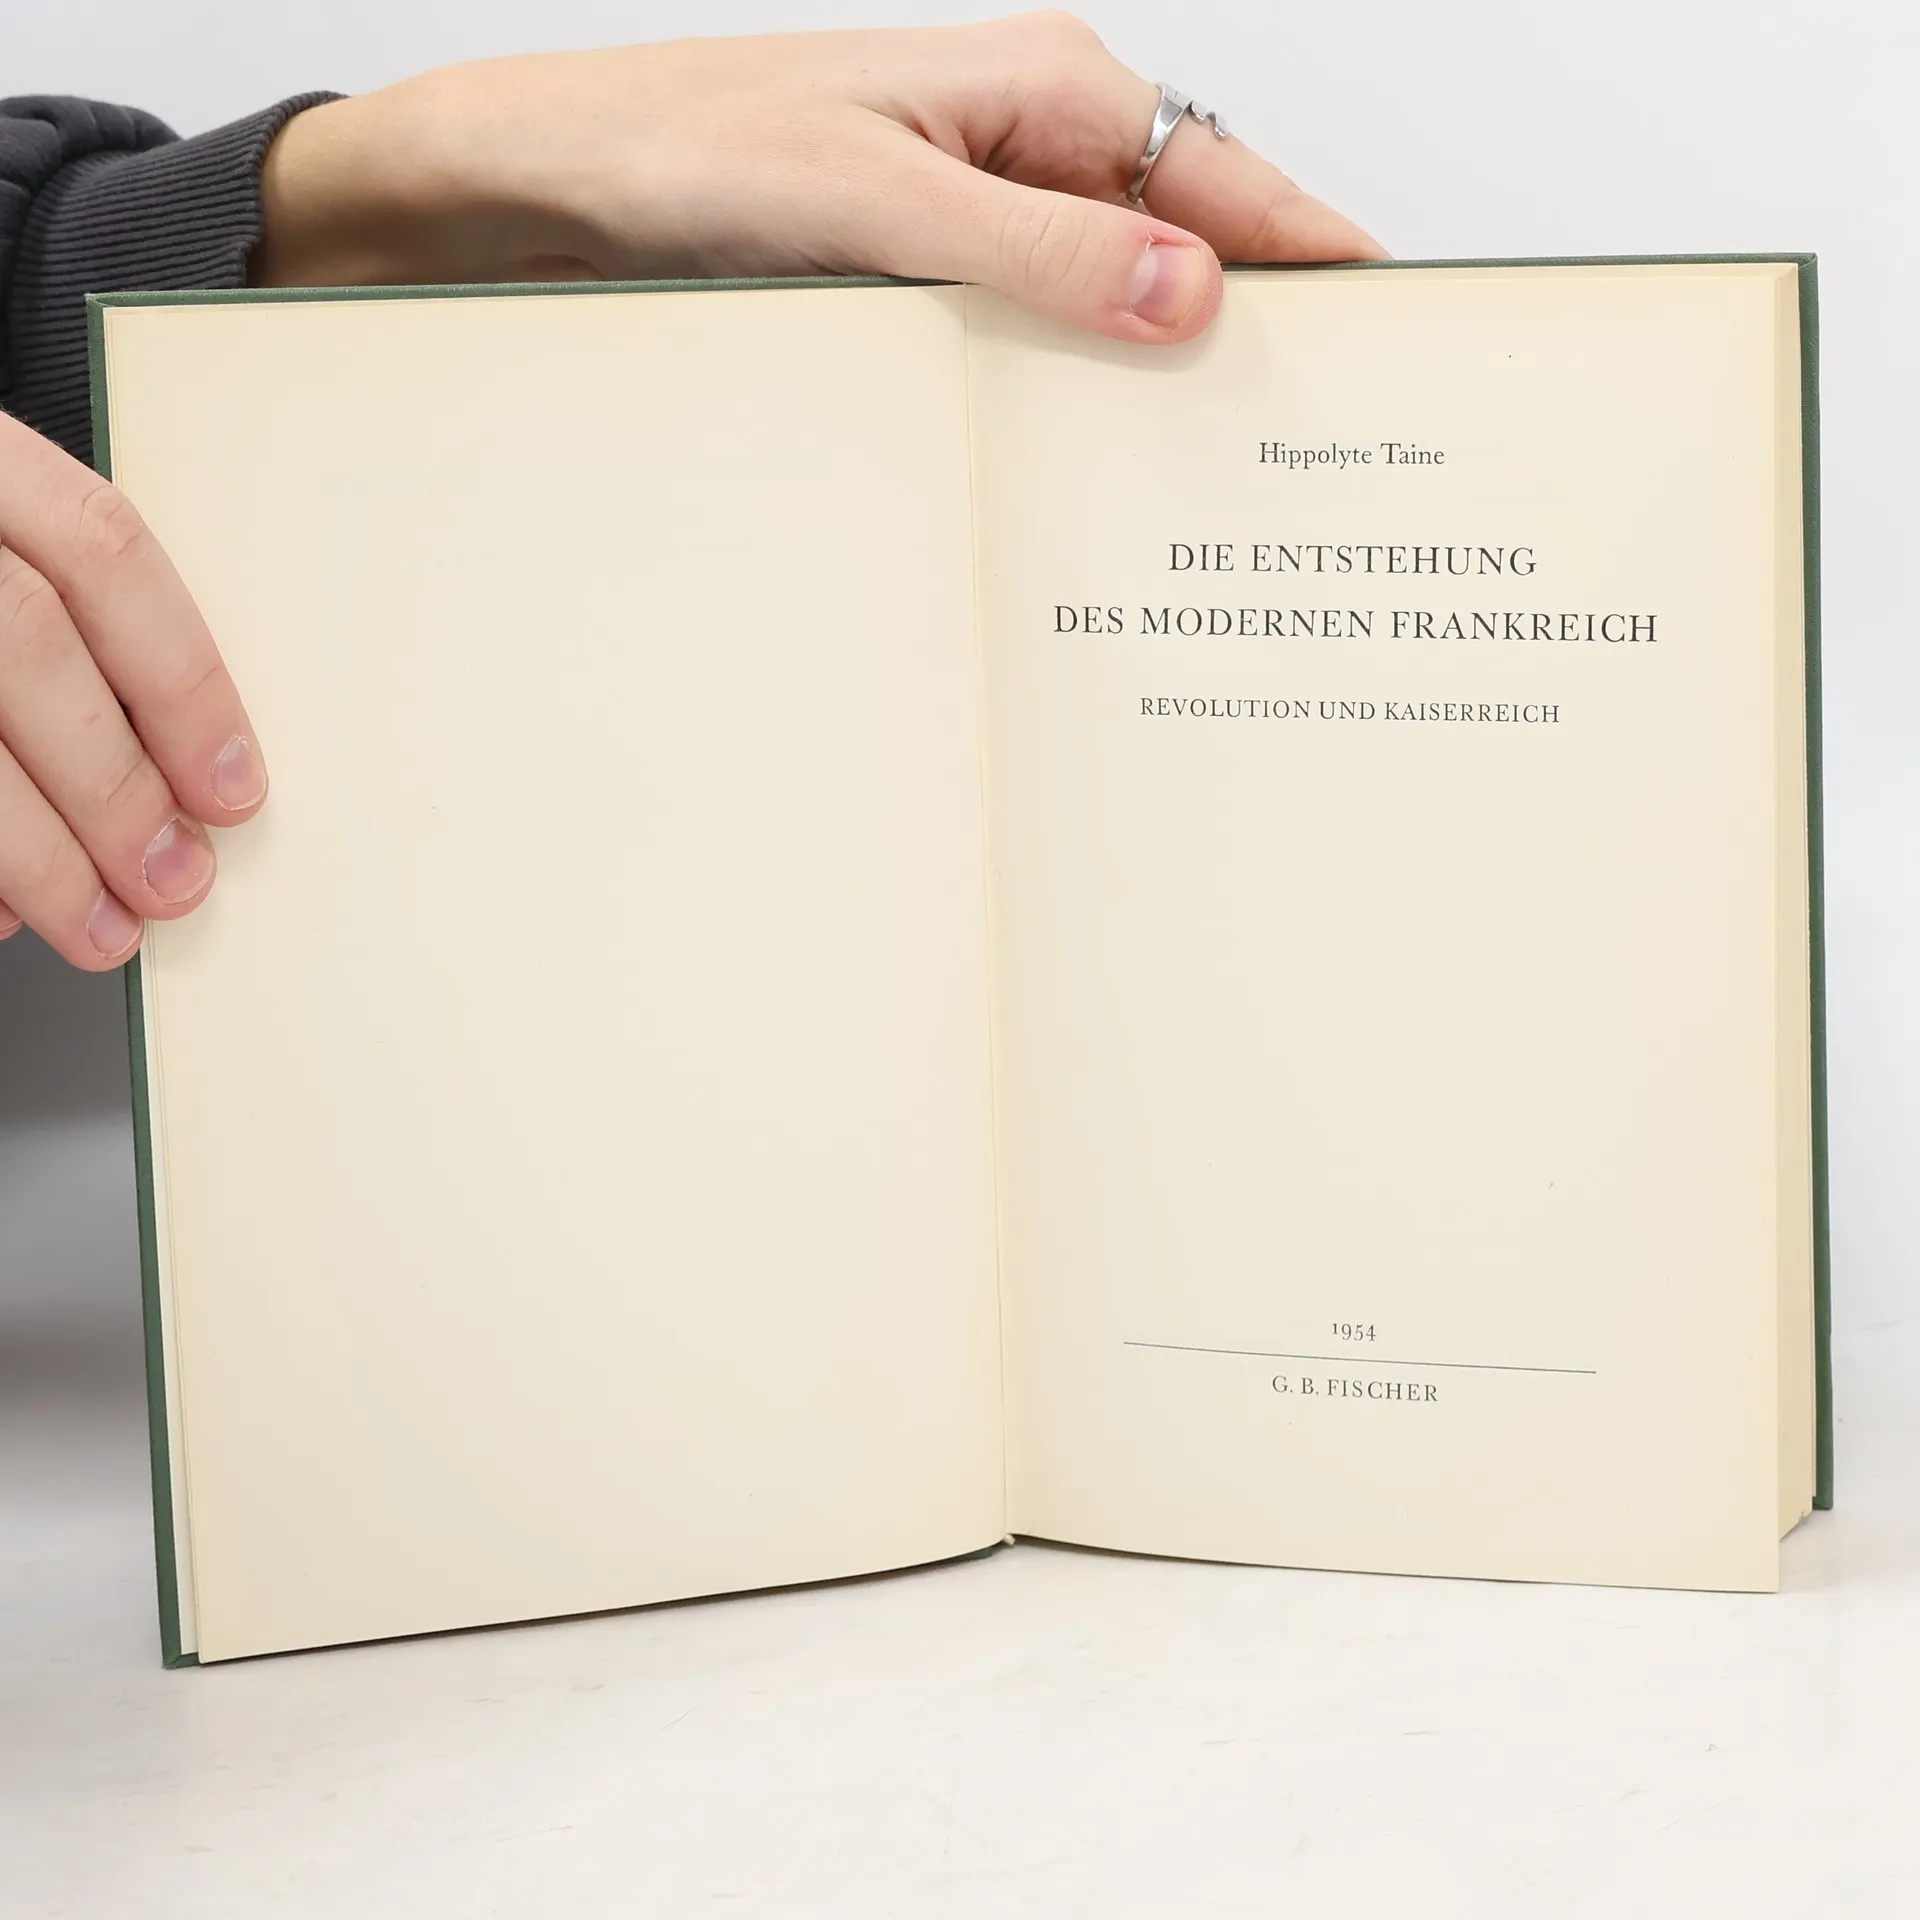 Hippolyte Taine
DIE ENTSTEHUNG
DES MODERNEN FRANKREICH
REVOLUTION UND KAISERREICH
1954
G. B. FISCHER